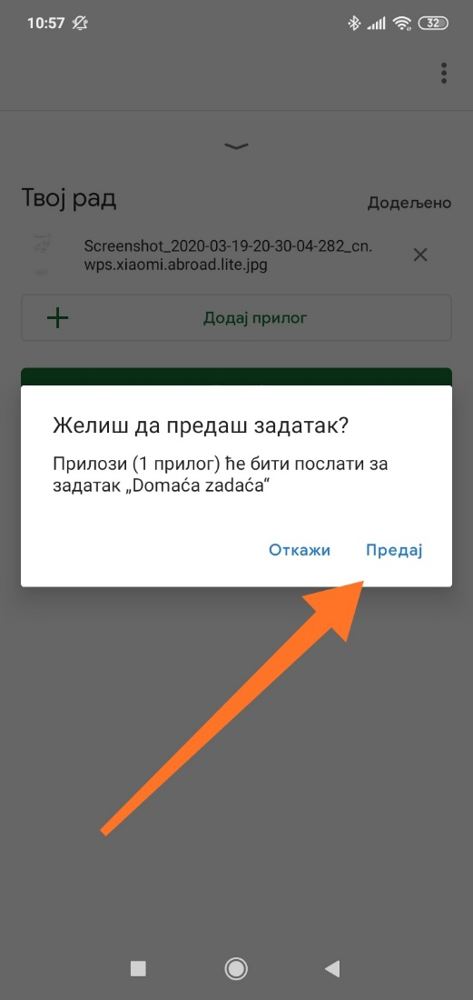 10:57
32
Твој рад
Додељено
Screenshot_2020-03-19-20-30-04-282_cn.
wps.xiaomi.abroad.lite.jpg
Додај прилог
Желиш да предаш задатак?
Прилози (1 прилог) ће бити послати за
задатак „Domaća zadaća“
Откажи
Предај